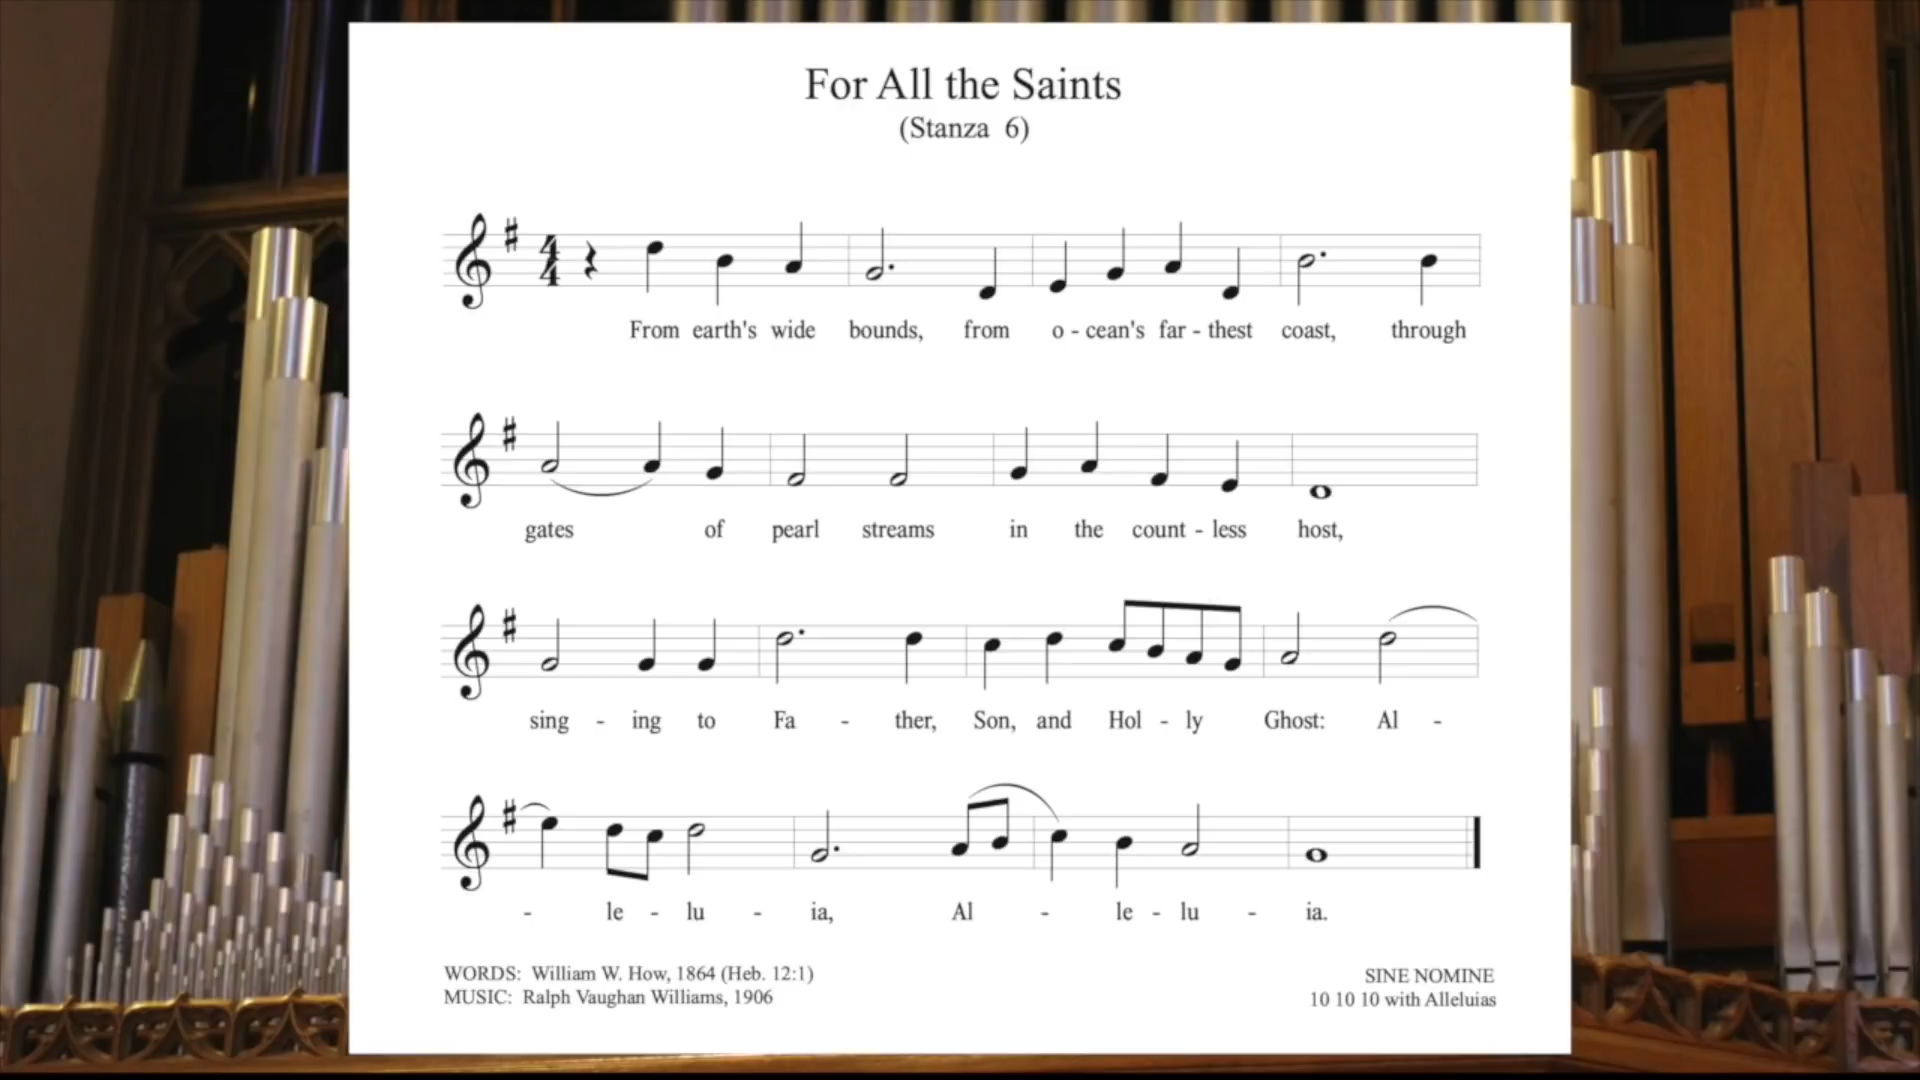 For All the Saints
(Stanza 6)
From earth's wide bounds, from o - cean's far - thest coast, through
gates of pearl streams in the count - less host,
sing - ing to Fa - ther, Son, and Hol - ly Ghost: Al -
- le - lu - ia, Al - le - lu - ia.
WORDS: William W. How, 1864 (Heb. 12:1)
MUSIC: Ralph Vaughan Williams, 1906
SINE NOMINE
10 10 10 with Alleluias